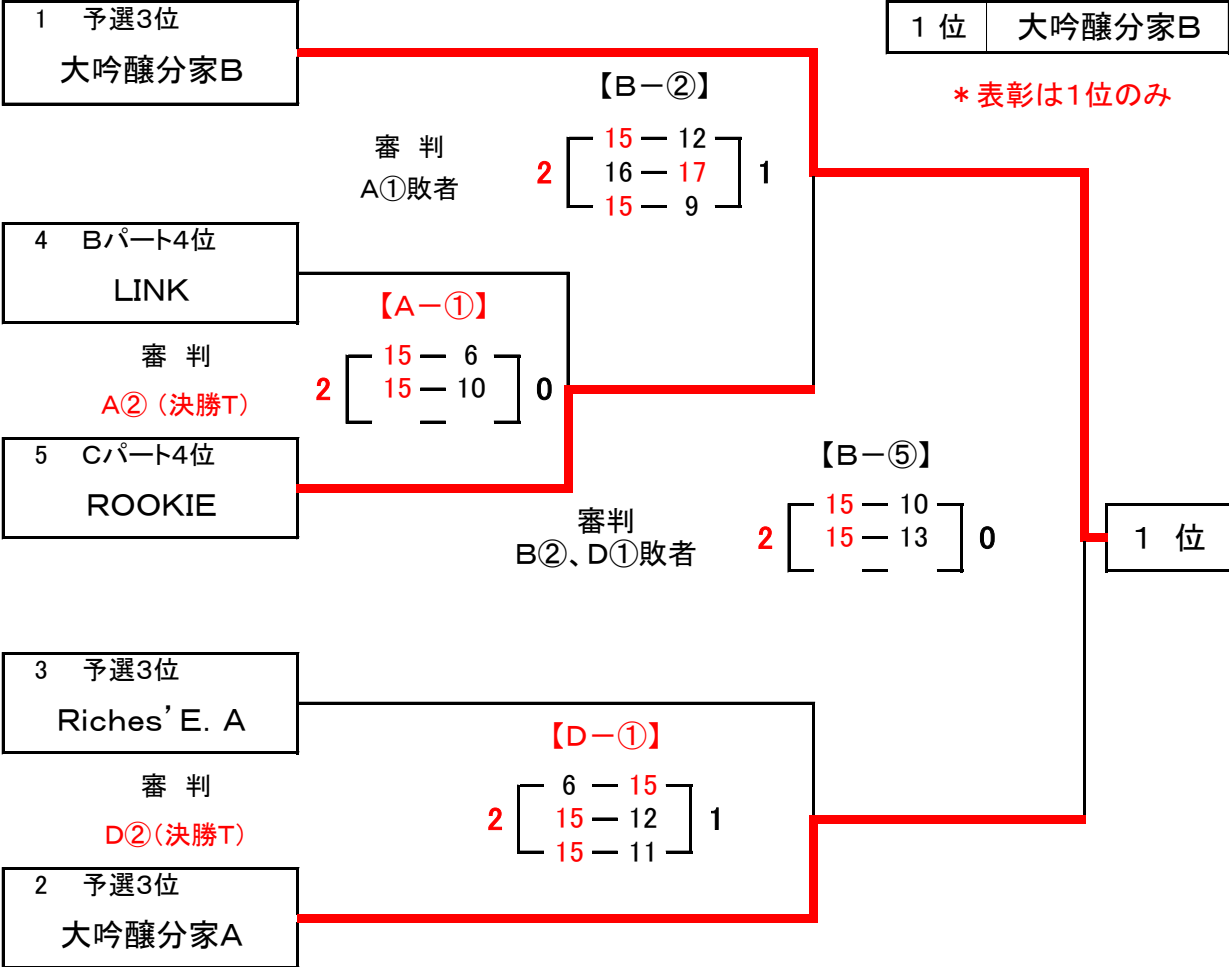 1 予選3位
大吟醸分家B
1 位 大吟醸分家B
*表彰は1位のみ
【B-②】
審 判
A①敗者
15 — 12
2 16 — 17 1
15 — 9
4 Bパート4位
LINK
【A-①】
審 判
A②(決勝T)
15 — 6
2 15 — 10 0
—
5 Cパート4位
ROOKIE
【B-⑤】
審判
B②、D①敗者
15 — 10
2 15 — 13 0
—
1 位
3 予選3位
Riches'E. A
【D-①】
審 判
D②(決勝T)
6 — 15
2 15 — 12 1
15 — 11
2 予選3位
大吟醸分家A